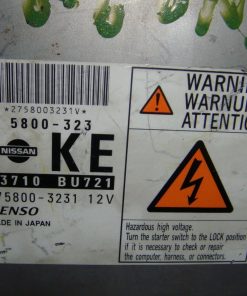 *2758003231V*
5800-323
NISSAN
KE
3710 BU721
75800-3231 12V
ENSO
MADE IN JAPAN
WARNIN
WARNUN
ATTENTIO
Hazardous high voltage.
Turn the starter switch to the LOCK position
if it is necessary to check or repair
the computer, harness, or connectors.